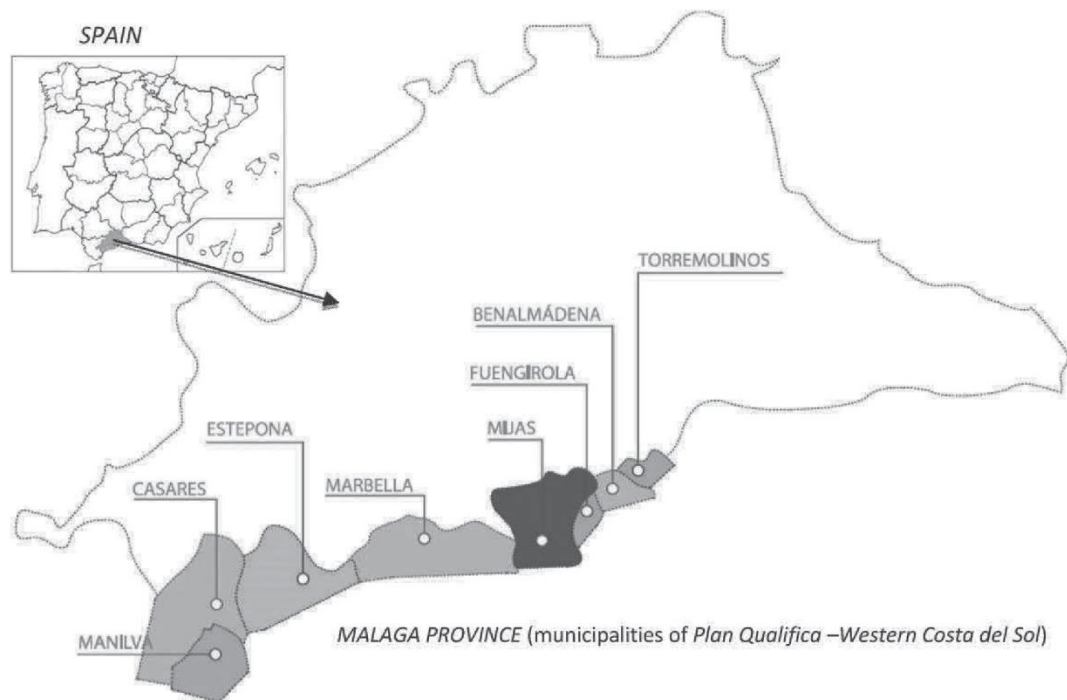 SPAIN
TORREMOLINOS
BENALMÁDENA
FUENGIROLA
MIJAS
ESTEPONA
MARBELLA
CASARES
MANILVA
MALAGA PROVINCE (municipalities of Plan Qualifica –Western Costa del Sol)